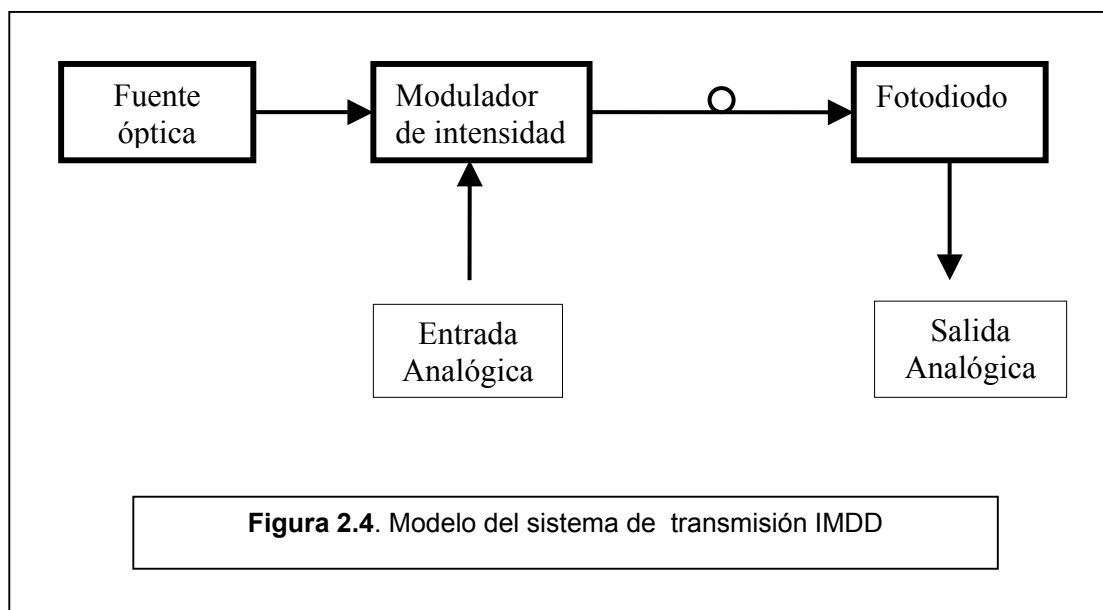 Fuente
óptica
Modulador
de intensidad
Fotodiodo
Entrada
Analógica
Salida
Analógica
Figura 2.4. Modelo del sistema de transmisión IMDD